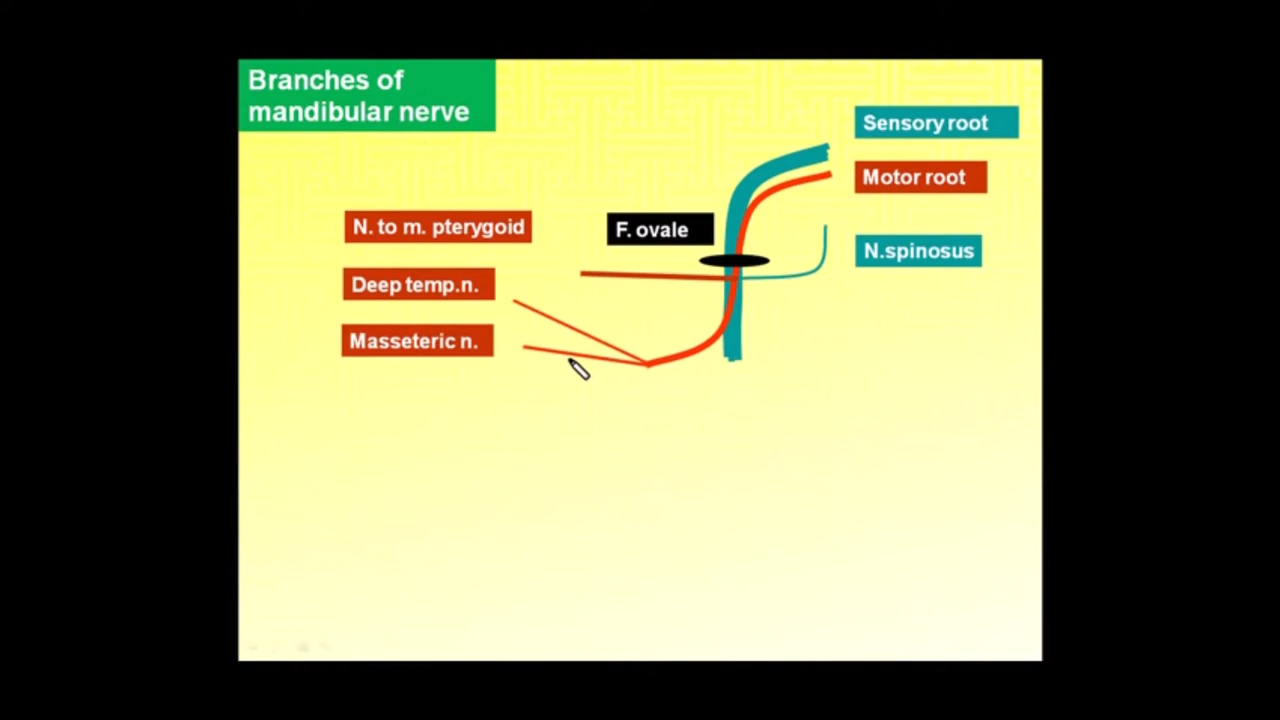 Branches of
mandibular nerve
Sensory root
Motor root
N. to m. pterygoid
F. ovale
N.spinosus
Deep temp.n.
Masseteric n.